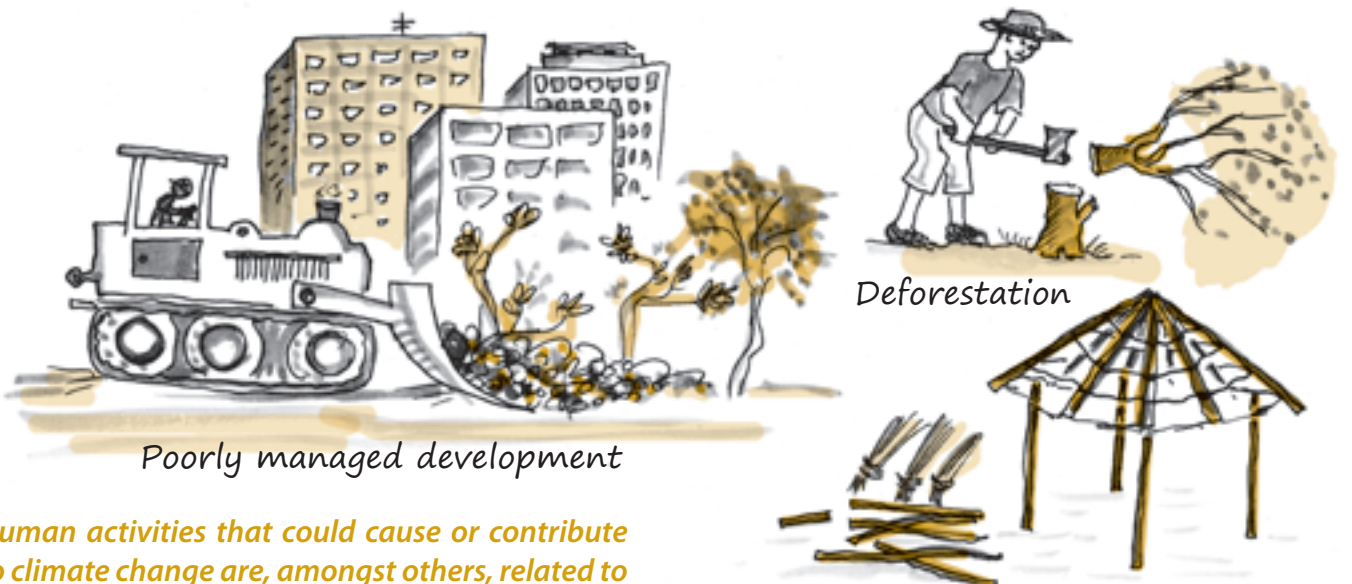 Deforestation
Poorly managed development
uman activities that could cause or contribute
o climate change are, amongst others, related to